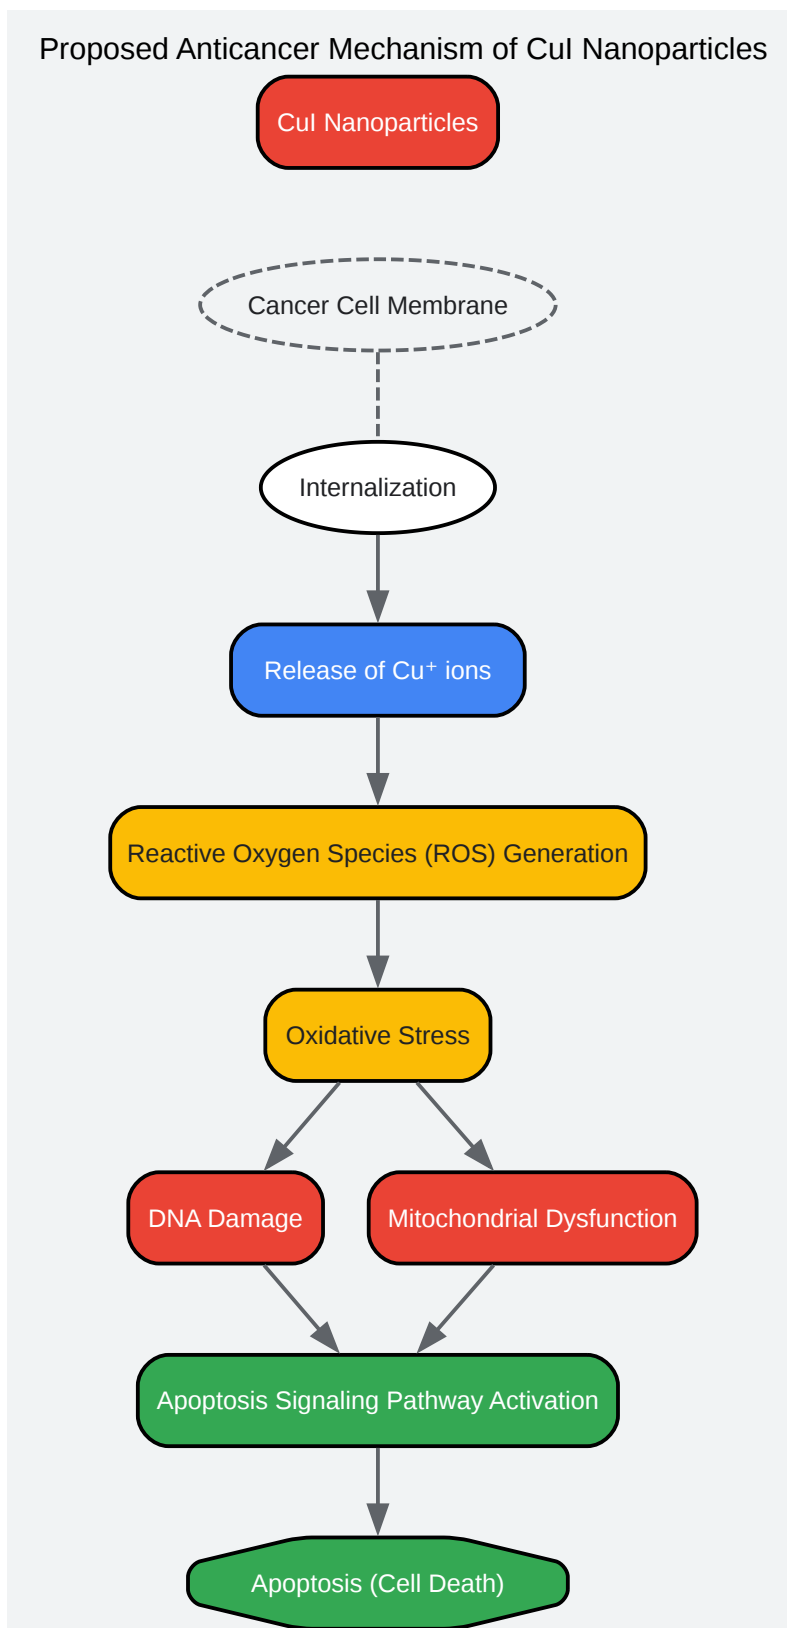 Proposed Anticancer Mechanism of CuI Nanoparticles
CuI Nanoparticles
Cancer Cell Membrane
Internalization
Release of Cu⁺ ions
Reactive Oxygen Species (ROS) Generation
Oxidative Stress
DNA Damage
Mitochondrial Dysfunction
Apoptosis Signaling Pathway Activation
Apoptosis (Cell Death)